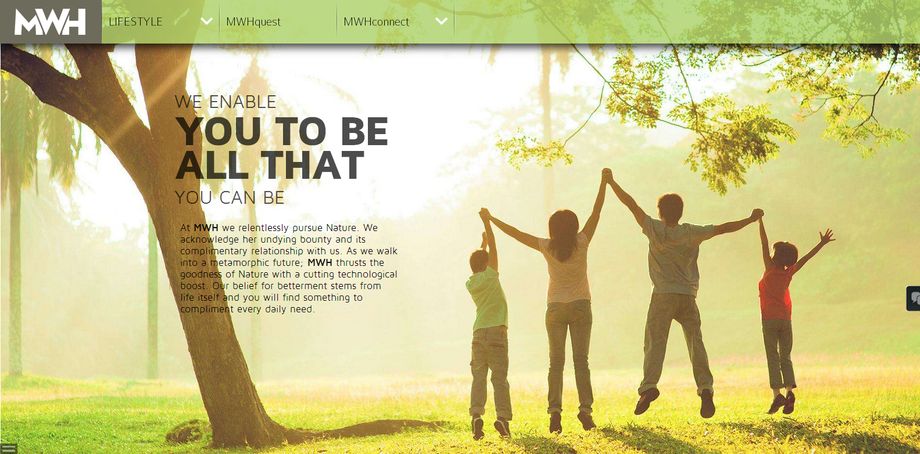 MWH
LIFESTYLE
MWHquest
MWHconnect
WE ENABLE
YOU TO BE
ALL THAT
YOU CAN BE
At MWH we relentlessly pursue Nature. We
acknowledge her undying bounty and its
complimentary relationship with us. As we walk
into a metamorphic future; MWH thrusts the
goodness of Nature with a cutting technological
boost. Our belief for betterment stems from
life itself and you will find something to
compliment every daily need.